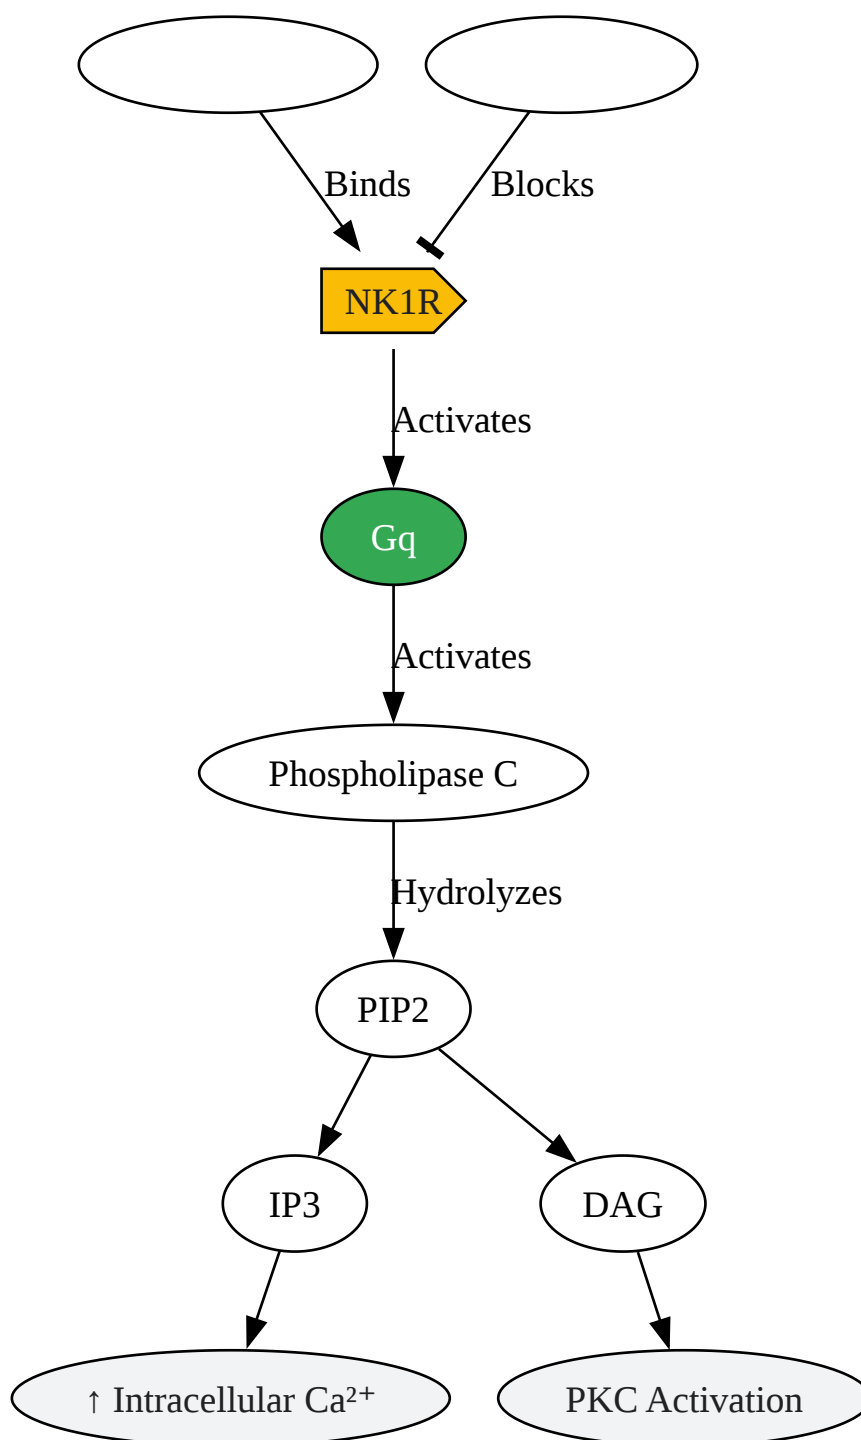 Binds
Blocks
NK1R
Activates
Gq
Activates
Phospholipase C
Hydrolyzes
PIP2
IP3
DAG
↑ Intracellular Ca²⁺
PKC Activation